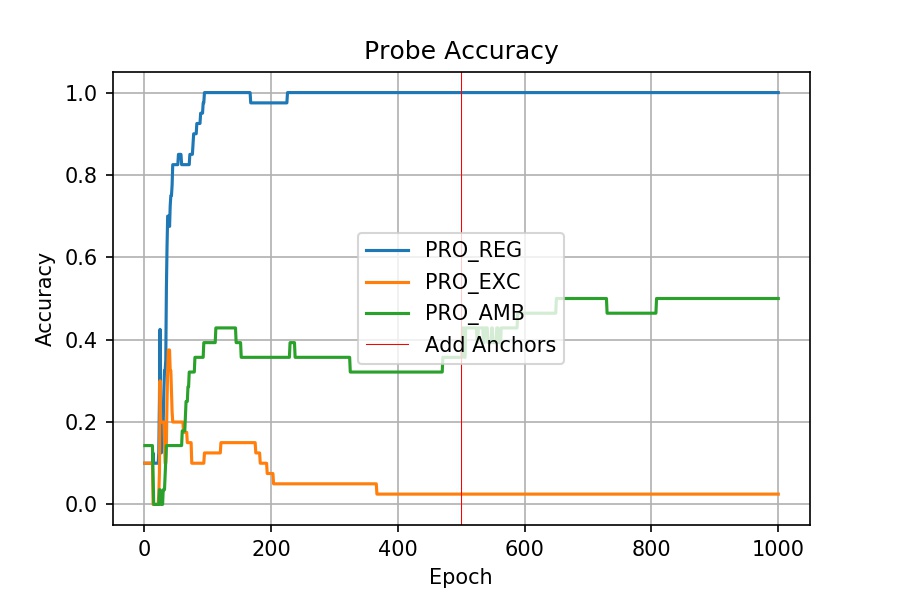 Probe Accuracy
1.0
0.8
0.6
0.4
0.2
0.0
Accuracy
PRO_REG
PRO_EXC
PRO_AMB
Add Anchors
0 200 400 600 800 1000
Epoch